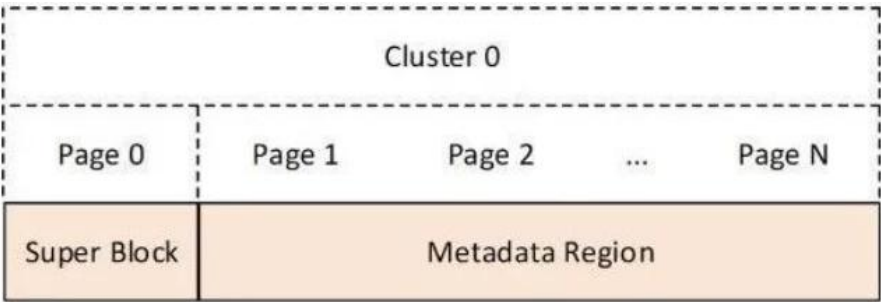 Cluster 0
Page 0 Page 1 Page 2 ... Page N
Super Block Metadata Region